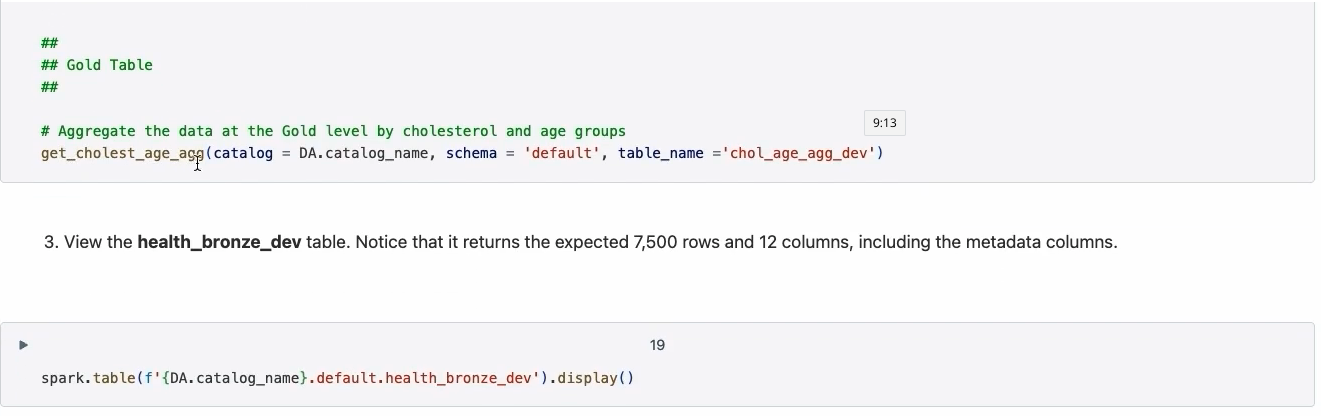 ##
## Gold Table
##
# Aggregate the data at the Gold level by cholesterol and age groups
9:13
get_cholest_age_agg(catalog = DA.catalog_name, schema = 'default', table_name ='chol_age_agg_dev')
3. View the health_bronze_dev table. Notice that it returns the expected 7,500 rows and 12 columns, including the metadata columns.
19
spark.table(f'{DA.catalog_name}.default.health_bronze_dev').display()